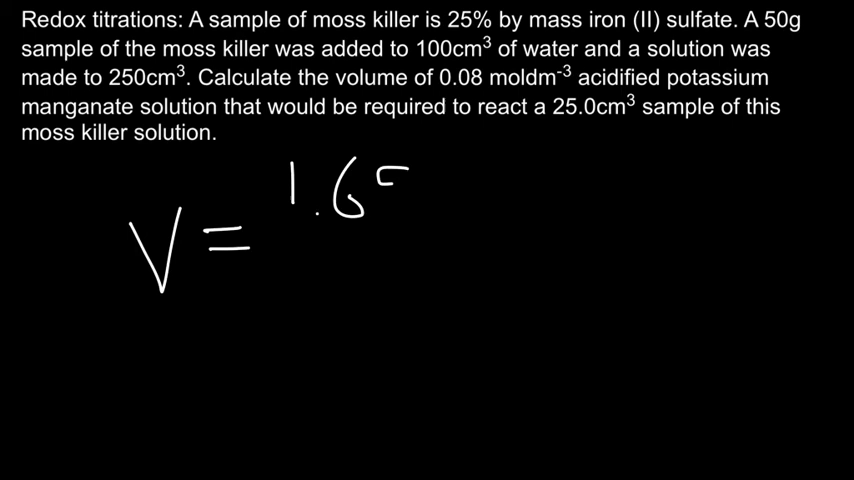 Redox titrations: A sample of moss killer is 25% by mass iron (II) sulfate. A 50g
sample of the moss killer was added to 100cm³ of water and a solution was
made to 250cm³. Calculate the volume of 0.08 moldm⁻³ acidified potassium
manganate solution that would be required to react a 25.0cm³ sample of this
moss killer solution.
V = 1.6